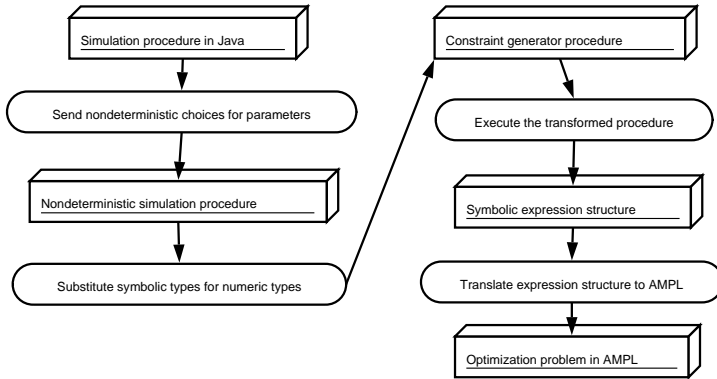 Simulation procedure in Java
Send nondeterministic choices for parameters
Nondeterministic simulation procedure
Substitute symbolic types for numeric types
Constraint generator procedure
Execute the transformed procedure
Symbolic expression structure
Translate expression structure to AMPL
Optimization problem in AMPL